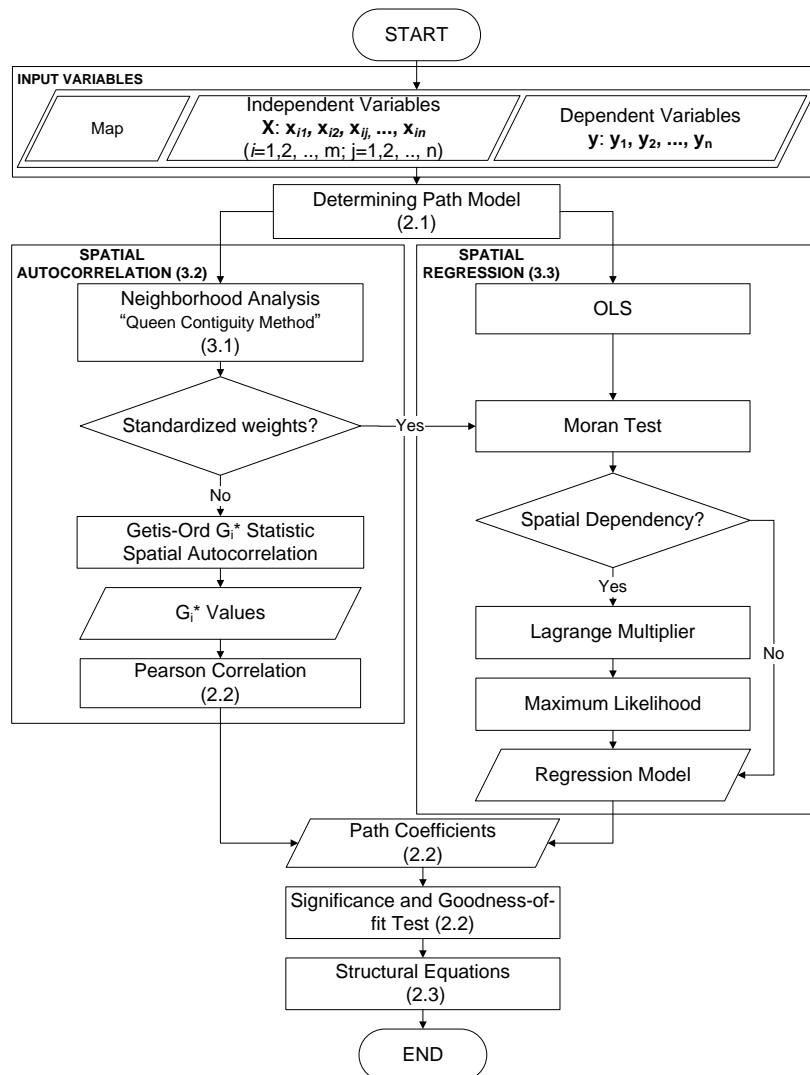 START
INPUT VARIABLES
Map
Independent Variables
X: xi1, xi2, xij, ..., xin
(i=1,2, .., m; j=1,2, .., n)
Dependent Variables
y: y1, y2, ..., yn
Determining Path Model
(2.1)
SPATIAL
AUTOCORRELATION (3.2)
Neighborhood Analysis
“Queen Contiguity Method”
(3.1)
Standardized weights?
Yes
No
Getis-Ord Gi* Statistic
Spatial Autocorrelation
Gi* Values
Pearson Correlation
(2.2)
SPATIAL
REGRESSION (3.3)
OLS
Moran Test
Spatial Dependency?
Yes
No
Lagrange Multiplier
Maximum Likelihood
Regression Model
Path Coefficients
(2.2)
Significance and Goodness-of-
fit Test (2.2)
Structural Equations
(2.3)
END